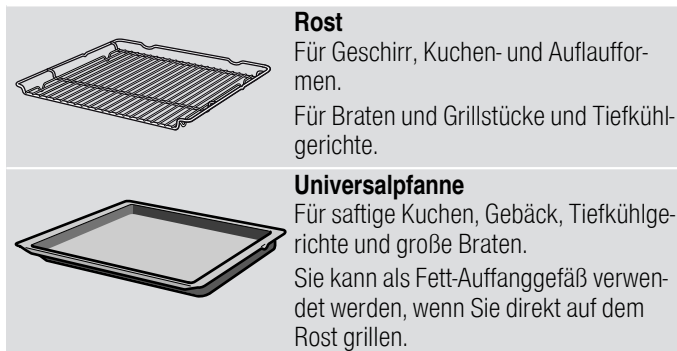 Rost
Für Geschirr, Kuchen- und Auflauffor-
men.
Für Braten und Grillstücke und Tiefkühl-
gerichte.
Universalpfanne
Für saftige Kuchen, Gebäck, Tiefkühlge-
richte und große Braten.
Sie kann als Fett-Auffanggefäß verwen-
det werden, wenn Sie direkt auf dem
Rost grillen.